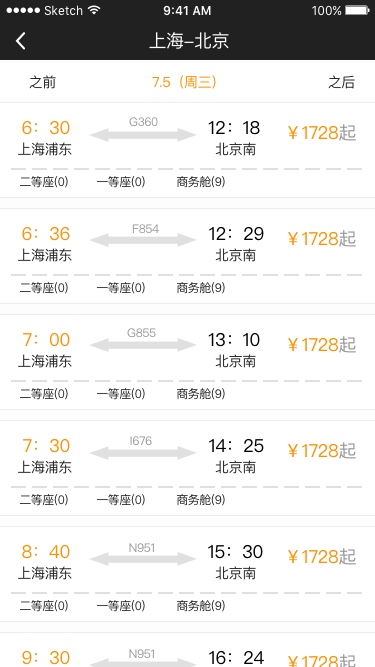 Sketch 9:41 AM 100%
上海–北京
之前 7.5（周三） 之后
6：30 G360 12：18 ¥1728起
上海浦东 北京南
二等座(0) 一等座(0) 商务舱(9)
6：36 F854 12：29 ¥1728起
上海浦东 北京南
二等座(0) 一等座(0) 商务舱(9)
7：00 G855 13：10 ¥1728起
上海浦东 北京南
二等座(0) 一等座(0) 商务舱(9)
7：30 I676 14：25 ¥1728起
上海浦东 北京南
二等座(0) 一等座(0) 商务舱(9)
8：40 N951 15：30 ¥1728起
上海浦东 北京南
二等座(0) 一等座(0) 商务舱(9)
9：30 N951 16：24 ¥1728起